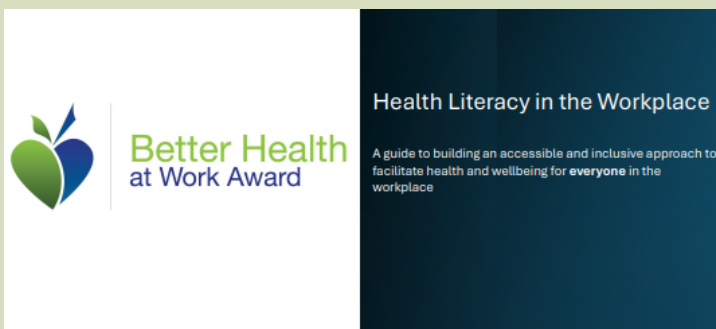 Better Health
at Work Award
Health Literacy in the Workplace
A guide to building an accessible and inclusive approach to
facilitate health and wellbeing for everyone in the
workplace